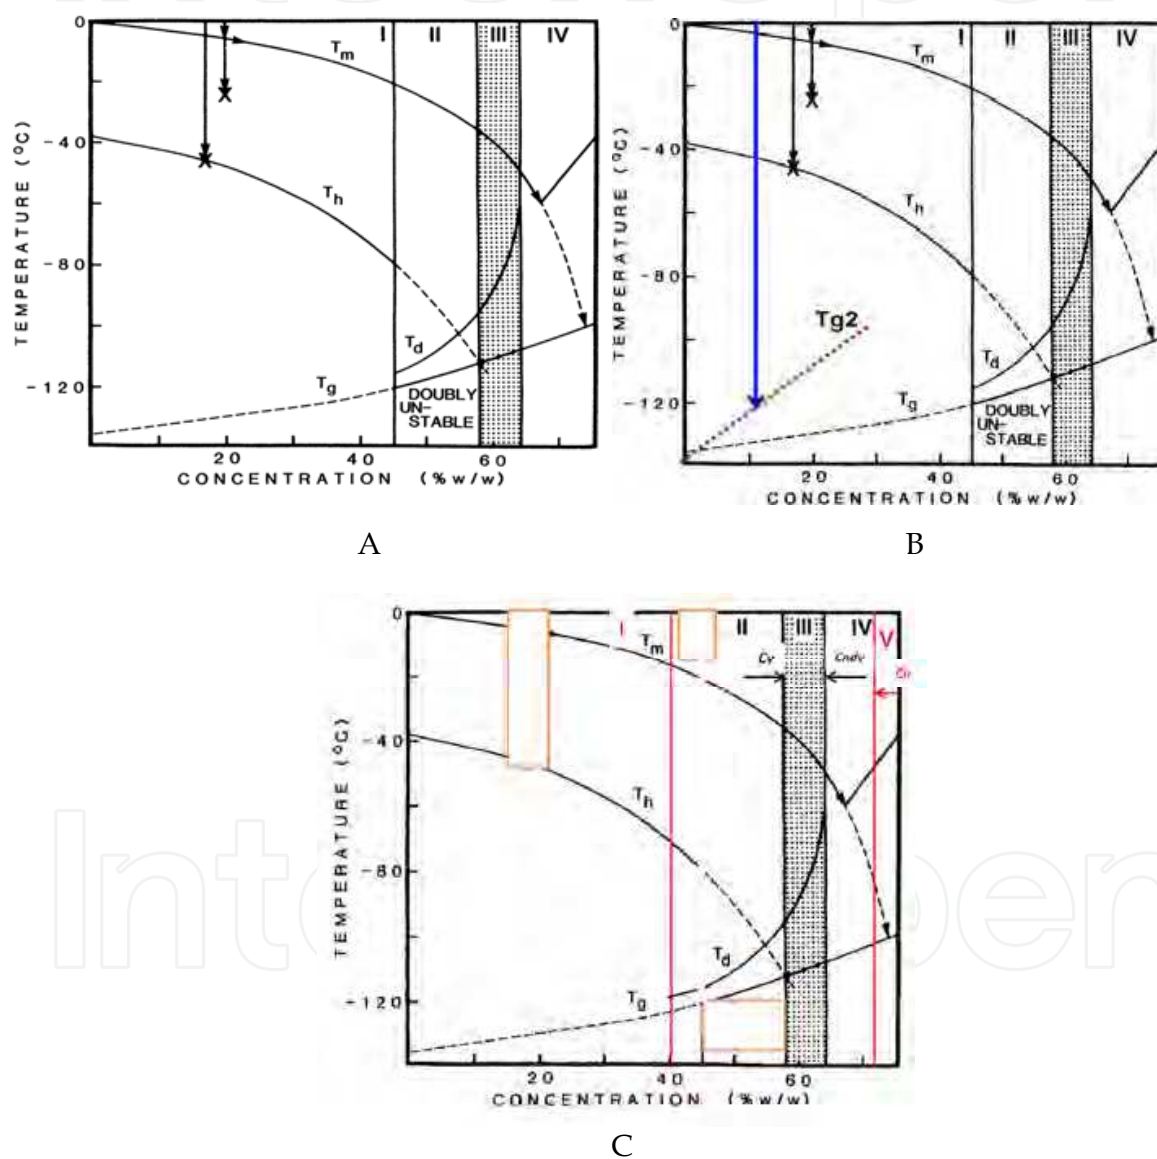 0
-40
-80
-120
TEMPERATURE (°C)
I
II
III
IV
Tm
Th
Td
Tg
DOUBLY
UN-
STABLE
20
60
CONCENTRATION (%w/w)
A
0
-40
-80
-120
TEMPERATURE (°C)
I
II
III
IV
Tm
Th
Tg2
Td
Tg
DOUBLY
UN-
STABLE
20
40
60
CONCENTRATION (%w/w)
B
0
-40
-80
-120
TEMPERATURE (°C)
I
II
III
IV
V
Tm
Cv
Cndv
Th
Td
Tg
20
40
60
CONCENTRATION (%w/w)
C